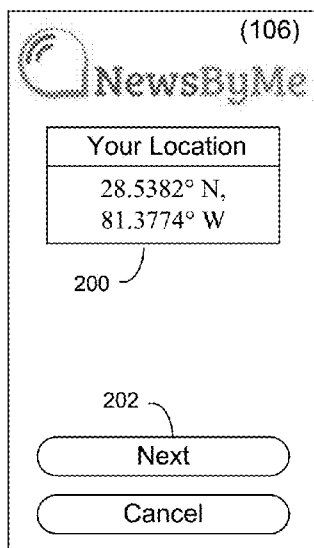 (106)
NewsByMe
Your Location
28.5382° N,
81.3774° W
200
202
Next
Cancel